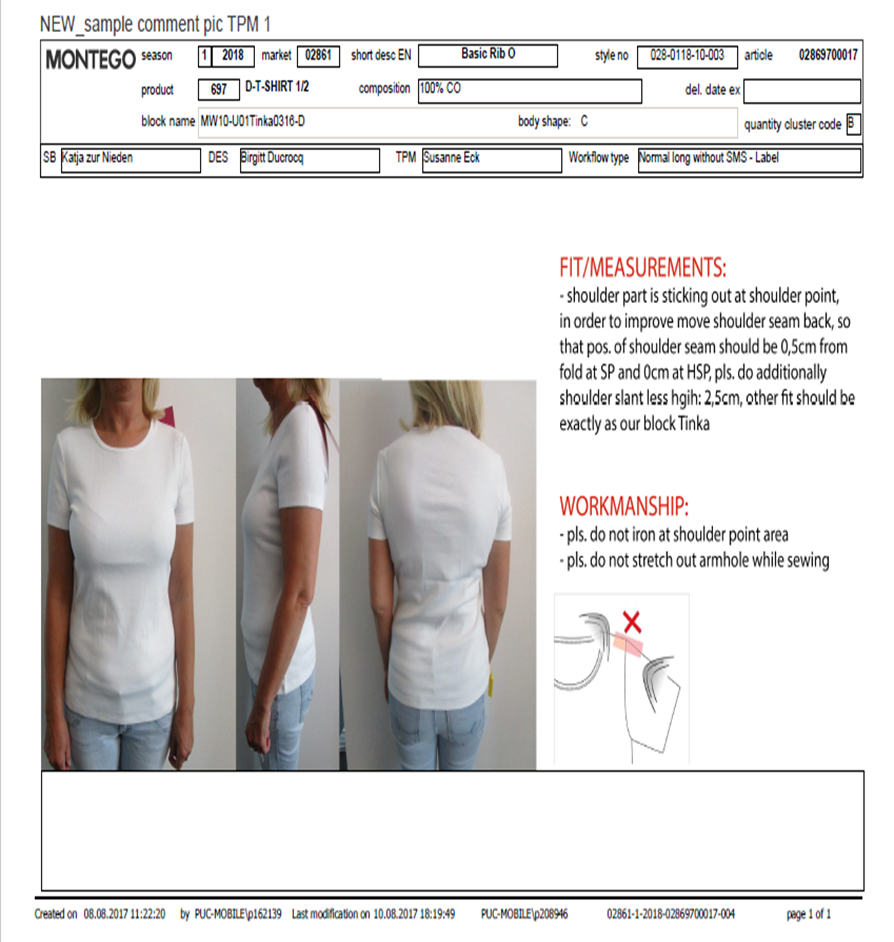 NEW_sample comment pic TPM 1
MONTEGO season 1 2018 market 02861 short desc EN Basic Rib O style no 028-0118-10-003 article 02869700017
product 697 D-T-SHIRT 1/2 composition 100% CO del. date ex
block name MW10-U01Tinka0316-D body shape: C quantity cluster code B
SB Katja zur Nieden DES Birgitt Ducrocq TPM Susanne Eck Workflow type Normal long without SMS - Label
FIT/MEASUREMENTS:
- shoulder part is sticking out at shoulder point,
in order to improve move shoulder seam back, so
that pos. of shoulder seam should be 0,5cm from
fold at SP and 0cm at HSP, pls. do additionally
shoulder slant less hgih: 2,5cm, other fit should be
exactly as our block Tinka
WORKMANSHIP:
- pls. do not iron at shoulder point area
- pls. do not stretch out armhole while sewing
Created on 08.08.2017 11:22:20 by PUC-MOBILE\p162139 Last modification on 10.08.2017 18:19:49 PUC-MOBILE\p208946 02861-1-2018-02869700017-004 page 1 of 1